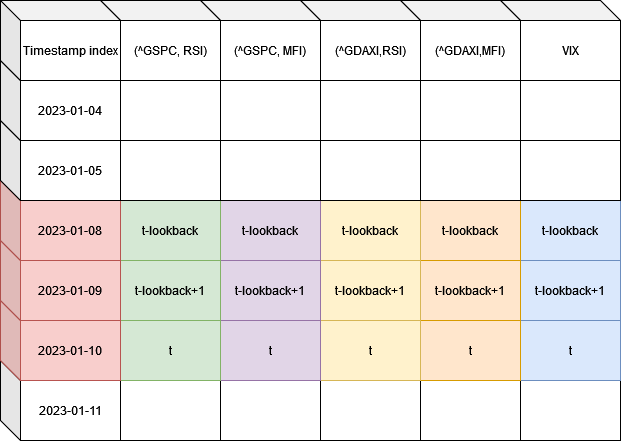 Timestamp index (^GSPC, RSI) (^GSPC, MFI) (^GDAXI,RSI) (^GDAXI,MFI) VIX
2023-01-04
2023-01-05
2023-01-08 t-lookback t-lookback t-lookback t-lookback t-lookback
2023-01-09 t-lookback+1 t-lookback+1 t-lookback+1 t-lookback+1 t-lookback+1
2023-01-10 t t t t t
2023-01-11